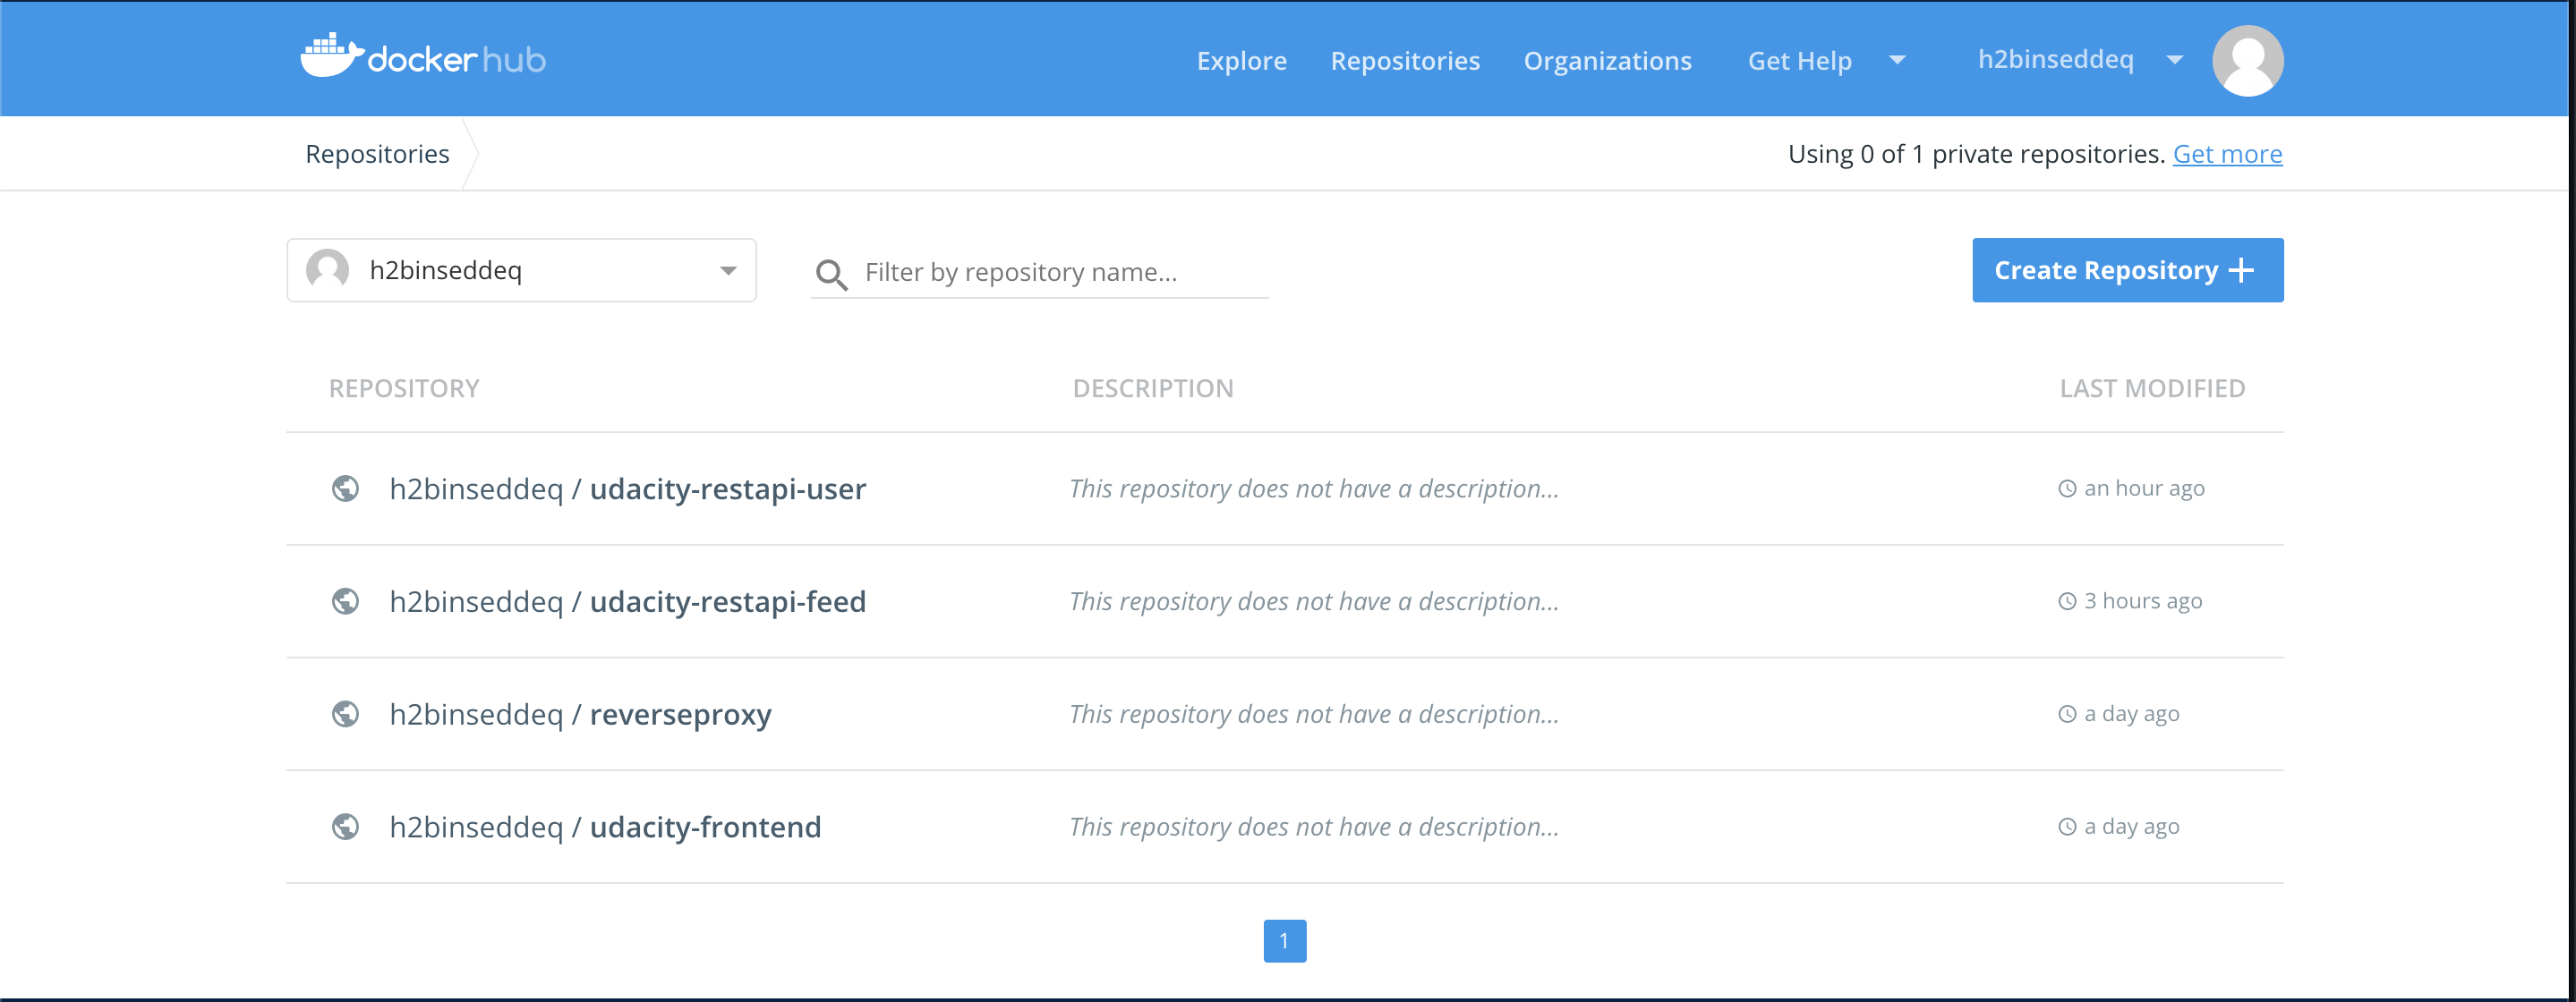 docker hub Explore Repositories Organizations Get Help h2binseddeq
Repositories Using 0 of 1 private repositories. Get more
h2binseddeq Filter by repository name... Create Repository +
REPOSITORY DESCRIPTION LAST MODIFIED
h2binseddeq / udacity-restapi-user This repository does not have a description... an hour ago
h2binseddeq / udacity-restapi-feed This repository does not have a description... 3 hours ago
h2binseddeq / reverseproxy This repository does not have a description... a day ago
h2binseddeq / udacity-frontend This repository does not have a description... a day ago
1